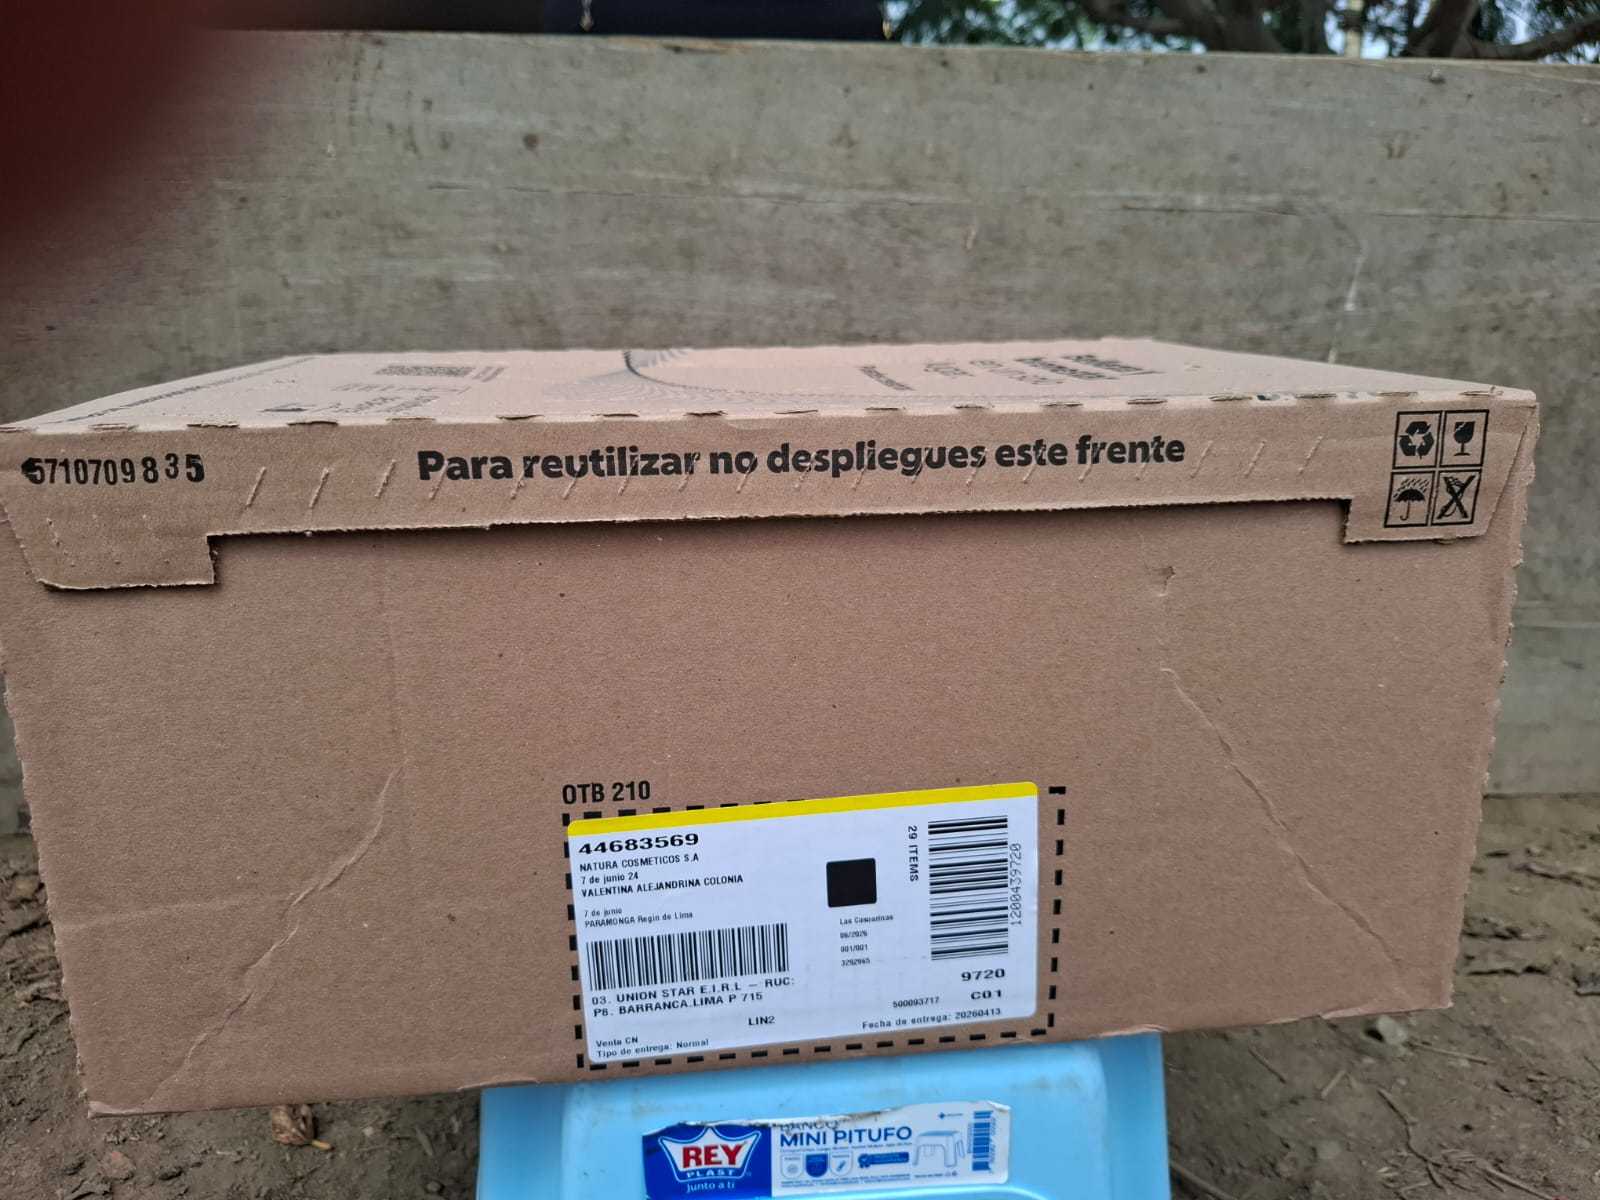 5710709835
Para reutilizar no despliegues este frente
OTB 210
44683569
NATURA COSMETICOS S.A
7 de junio 24
VALENTINA ALEJANDRINA COLONIA
7 de junio
PARAMONGA Regin de Lima
03. UNION STAR E.I.R.L - RUC:
P6. BARRANCA.LIMA P 715
LIN2
Venta CN
Tipo de entrega: Normal
Las Casuarinas
06/2026
001/001
3292965
29 ITEMS
1200439720
9720
500093717 C01
Fecha de entrega: 20260413
BANCO
MINI PITUFO
REY
PLAST
junto a ti